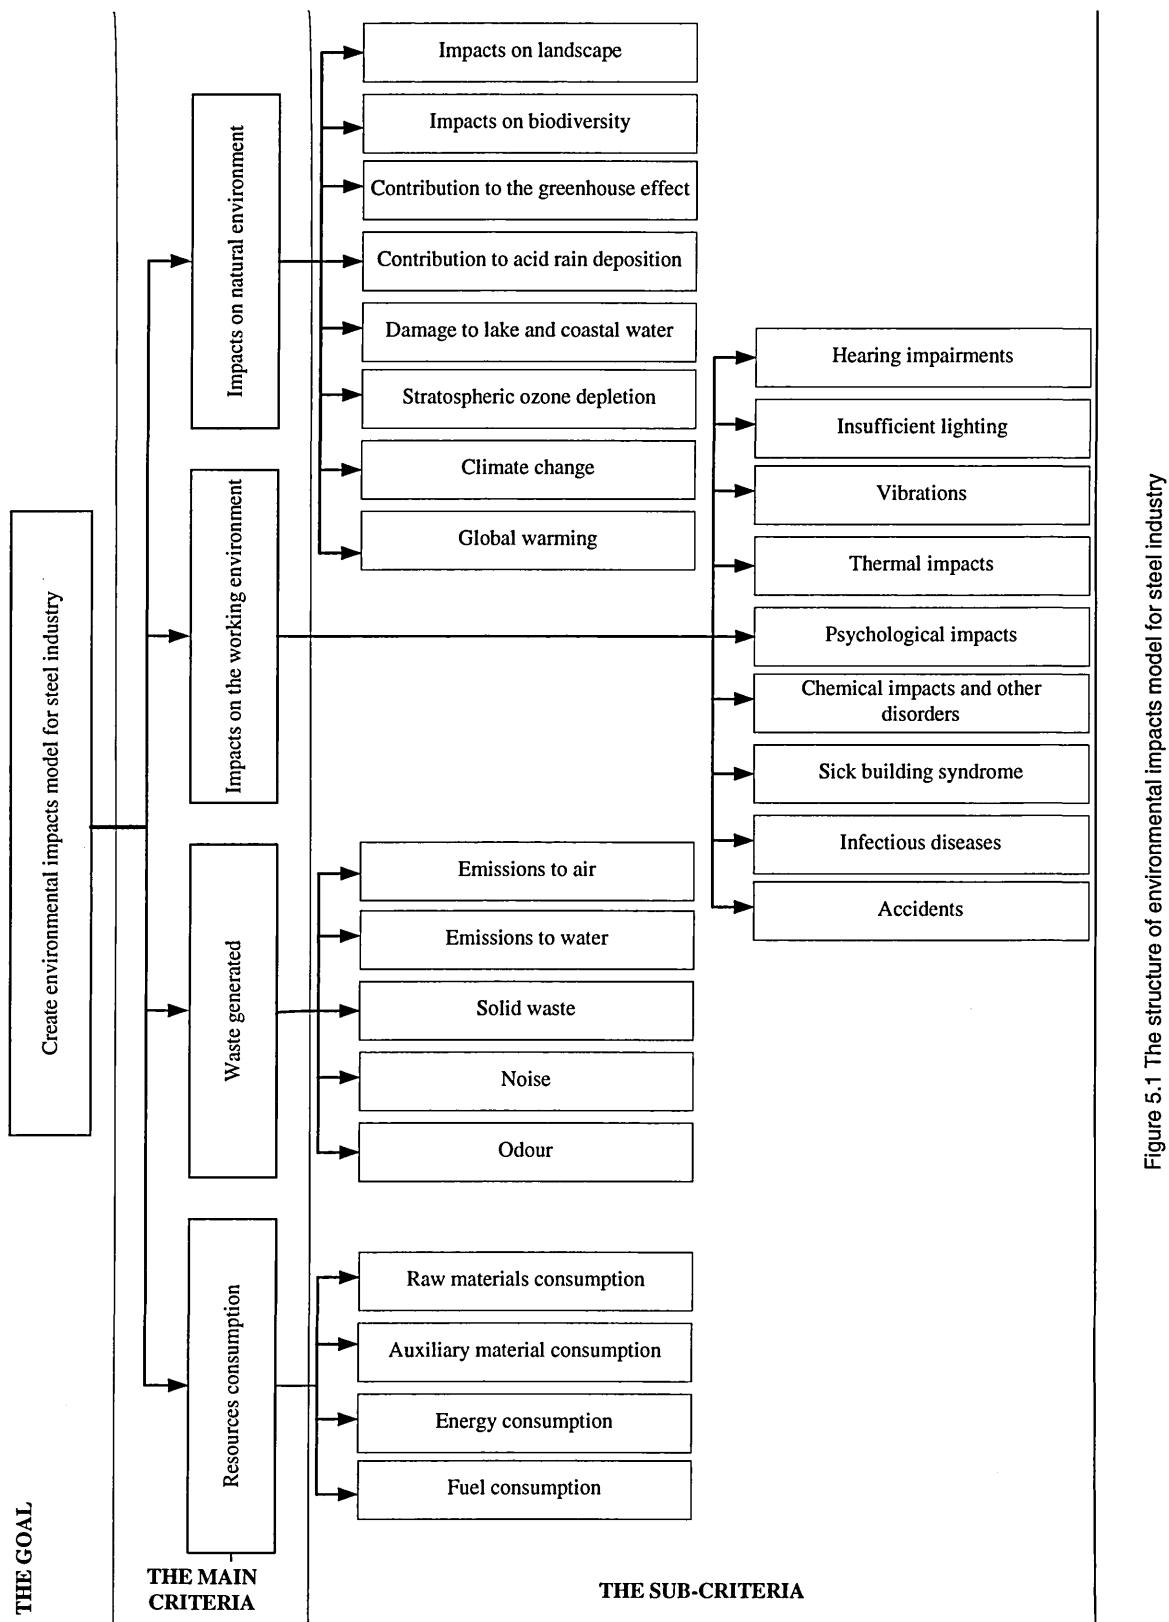 THE GOAL
Create environmental impacts model for steel industry
THE MAIN
CRITERIA
Impacts on natural environment
Impacts on the working environment
Waste generated
Resources consumption
THE SUB-CRITERIA
Impacts on landscape
Impacts on biodiversity
Contribution to the greenhouse effect
Contribution to acid rain deposition
Damage to lake and coastal water
Stratospheric ozone depletion
Climate change
Global warming
Hearing impairments
Insufficient lighting
Vibrations
Thermal impacts
Psychological impacts
Chemical impacts and other
disorders
Sick building syndrome
Infectious diseases
Accidents
Emissions to air
Emissions to water
Solid waste
Noise
Odour
Raw materials consumption
Auxiliary material consumption
Energy consumption
Fuel consumption
Figure 5.1 The structure of environmental impacts model for steel industry